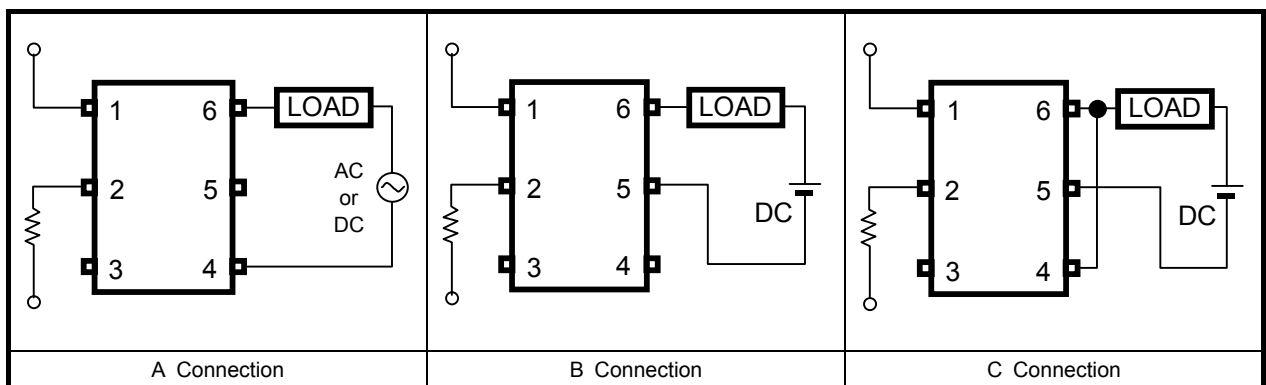 1 6 LOAD
2 5 AC or DC
3 4
A Connection
1 6 LOAD
2 5 DC
3 4
B Connection
1 6 LOAD
2 5 DC
3 4
C Connection